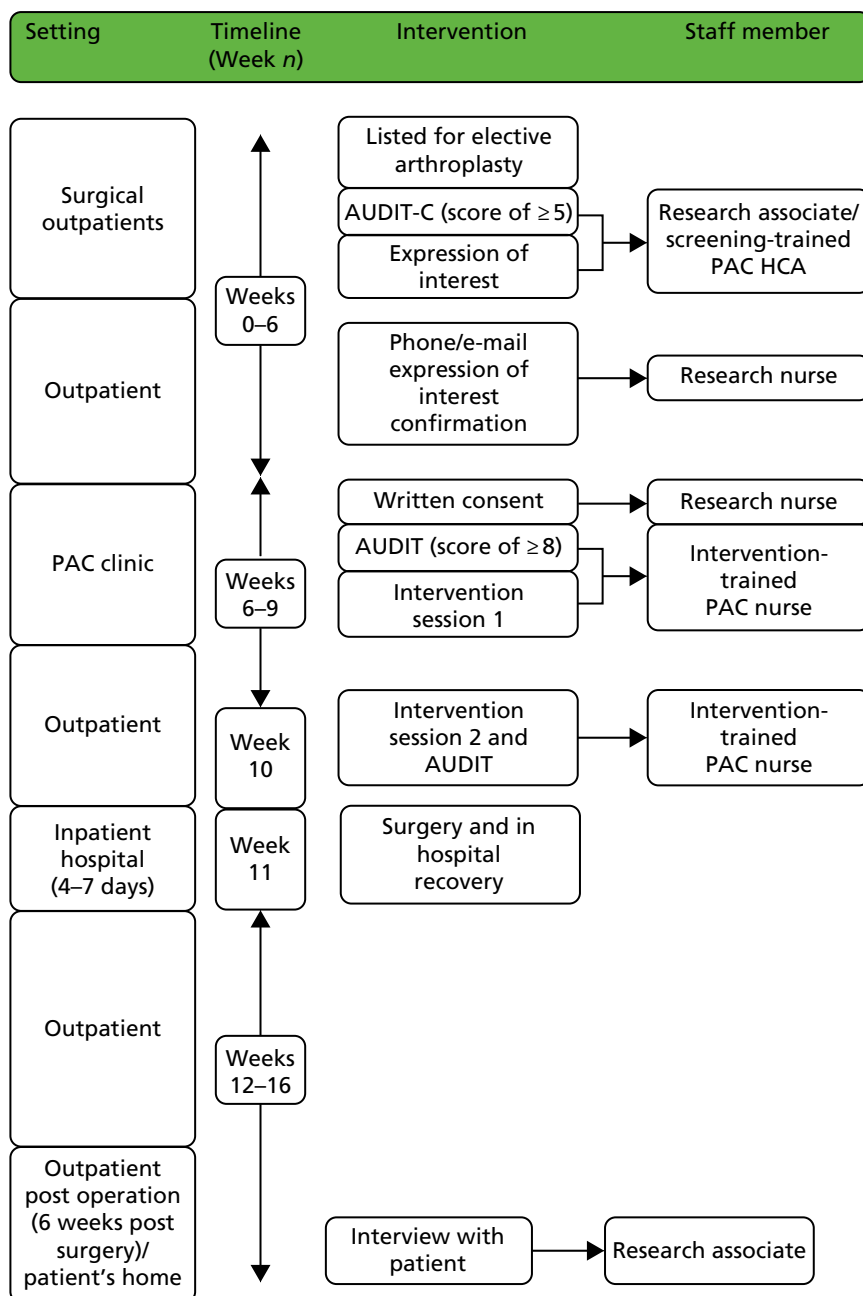 Setting
Timeline
(Week n)
Intervention
Staff member
Surgical
outpatients
Weeks
0–6
Listed for elective
arthroplasty
AUDIT-C (score of ≥5)
Expression of
interest
Research associate/
screening-trained
PAC HCA
Outpatient
Phone/e-mail
expression of
interest
confirmation
Research nurse
PAC clinic
Weeks
6–9
Written consent
Research nurse
AUDIT (score of ≥8)
Intervention
session 1
Intervention-
trained
PAC nurse
Outpatient
Week
10
Intervention
session 2 and
AUDIT
Intervention-
trained
PAC nurse
Inpatient
hospital
(4–7 days)
Week
11
Surgery and in
hospital
recovery
Outpatient
Weeks
12–16
Outpatient
post operation
(6 weeks post
surgery)/
patient's home
Interview with
patient
Research associate